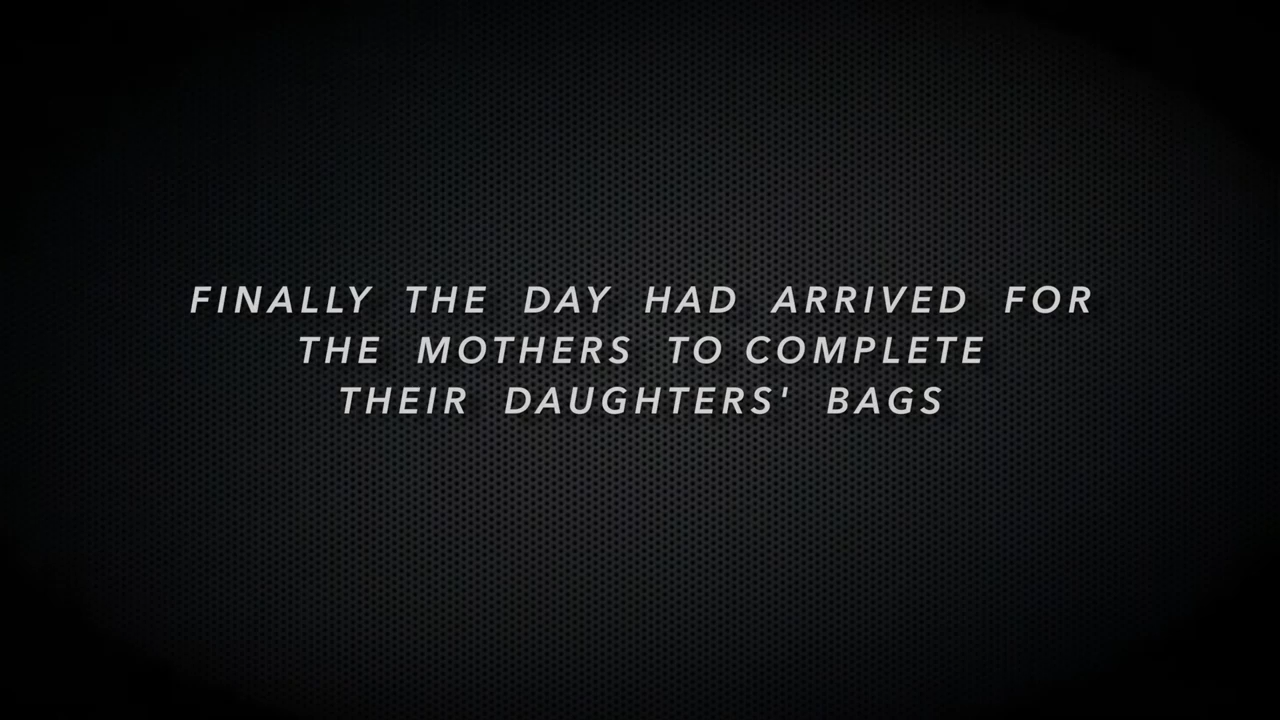 FINALLY THE DAY HAD ARRIVED FOR
THE MOTHERS TO COMPLETE
THEIR DAUGHTERS' BAGS